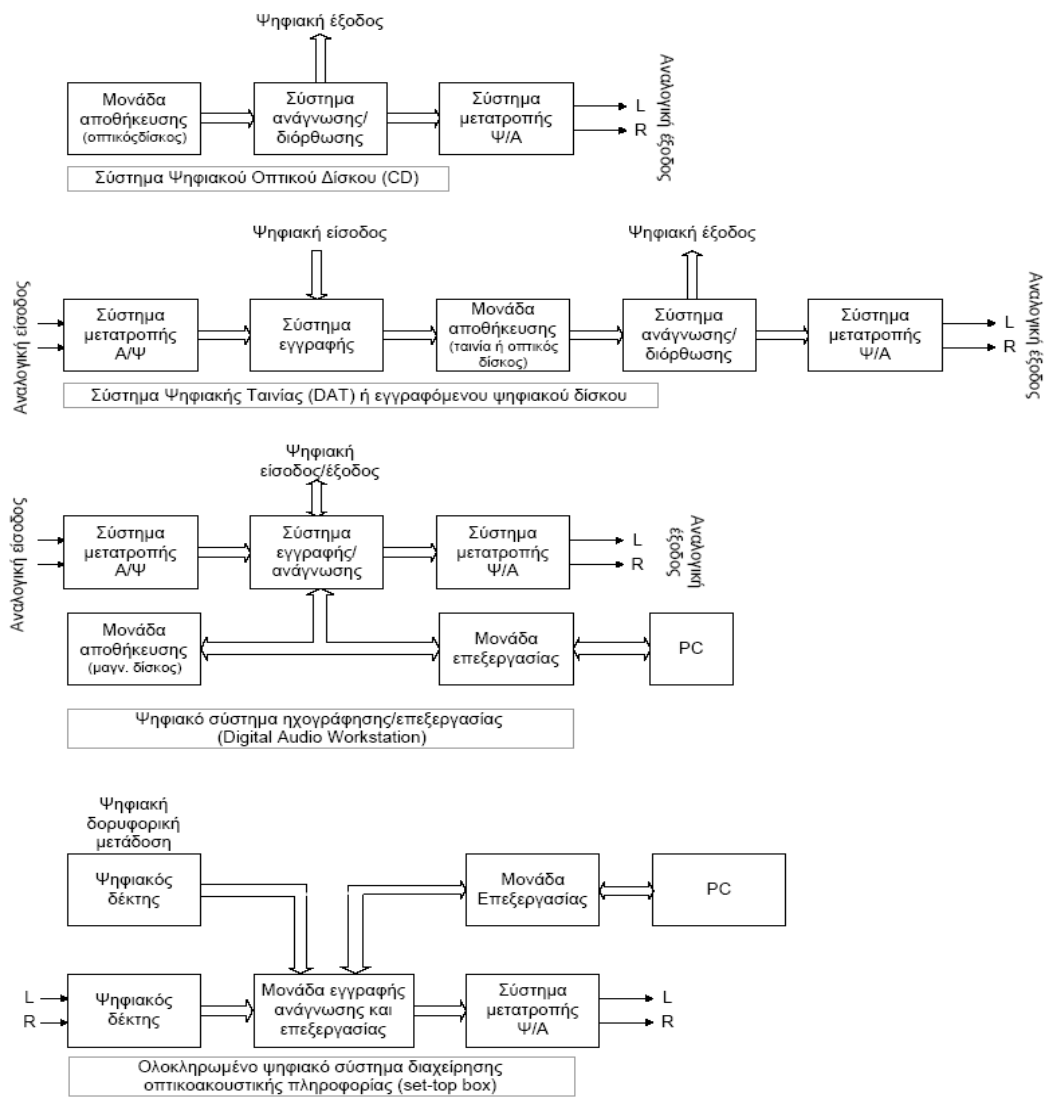 Ψηφιακή έξοδος
Μονάδα
αποθήκευσης
(οπτικόςδίσκος)
Σύστημα
ανάγνωσης/
διόρθωσης
Σύστημα
μετατροπής
Ψ/Α
L
R
Αναλογική έξοδος
Σύστημα Ψηφιακού Οπτικού Δίσκου (CD)
Ψηφιακή είσοδος
Ψηφιακή έξοδος
Αναλογική είσοδος
Σύστημα
μετατροπής
Α/Ψ
Σύστημα
εγγραφής
Μονάδα
αποθήκευσης
(ταινία ή οπτικός
δίσκος)
Σύστημα
ανάγνωσης/
διόρθωσης
Σύστημα
μετατροπής
Ψ/Α
L
R
Αναλογική έξοδος
Σύστημα Ψηφιακής Ταινίας (DAT) ή εγγραφόμενου ψηφιακού δίσκου
Ψηφιακή
είσοδος/έξοδος
Αναλογική είσοδος
Σύστημα
μετατροπής
Α/Ψ
Σύστημα
εγγραφής/
ανάγνωσης
Σύστημα
μετατροπής
Ψ/Α
L
R
Αναλογική
έξοδος
Μονάδα
αποθήκευσης
(μαγν. δίσκος)
Μονάδα
επεξεργασίας
PC
Ψηφιακό σύστημα ηχογράφησης/επεξεργασίας
(Digital Audio Workstation)
Ψηφιακή
δορυφορική
μετάδοση
Ψηφιακός
δέκτης
Μονάδα
Επεξεργασίας
PC
L
R
Ψηφιακός
δέκτης
Μονάδα εγγραφής
ανάγνωσης και
επεξεργασίας
Σύστημα
μετατροπής
Ψ/Α
L
R
Ολοκληρωμένο ψηφιακό σύστημα διαχείρησης
οπτικοακουστικής πληροφορίας (set-top box)